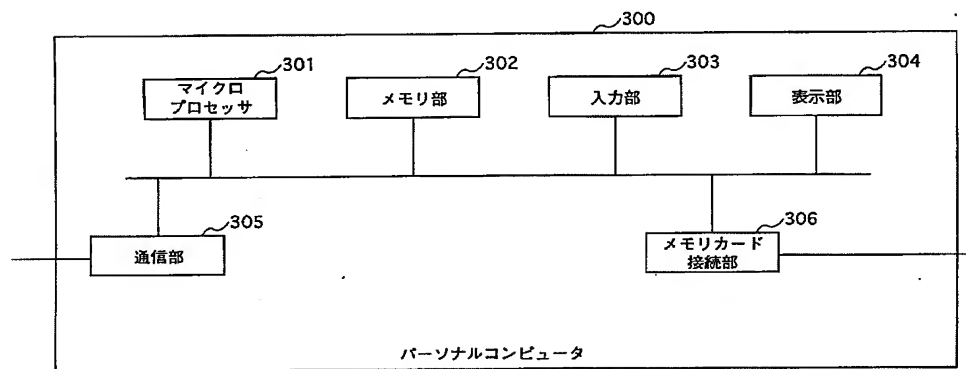 300
301
302
303
304
マイクロ
プロセッサ
メモリ部
入力部
表示部
305
306
通信部
メモリカード
接続部
パーソナルコンピュータ